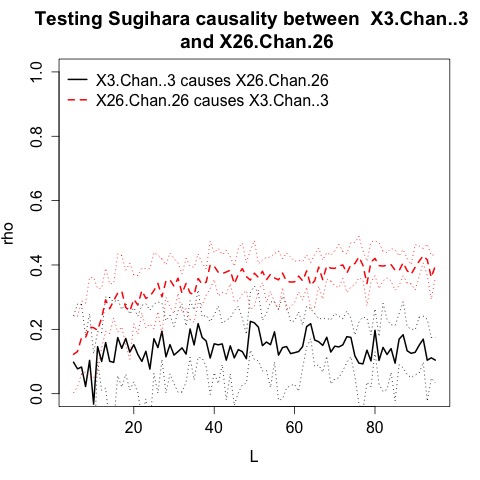 Testing Sugihara causality between  X3.Chan..3
and X26.Chan.26
X3.Chan..3 causes X26.Chan.26
X26.Chan.26 causes X3.Chan..3
rho
1.0
0.8
0.6
0.4
0.2
0.0
20 40 60 80
L